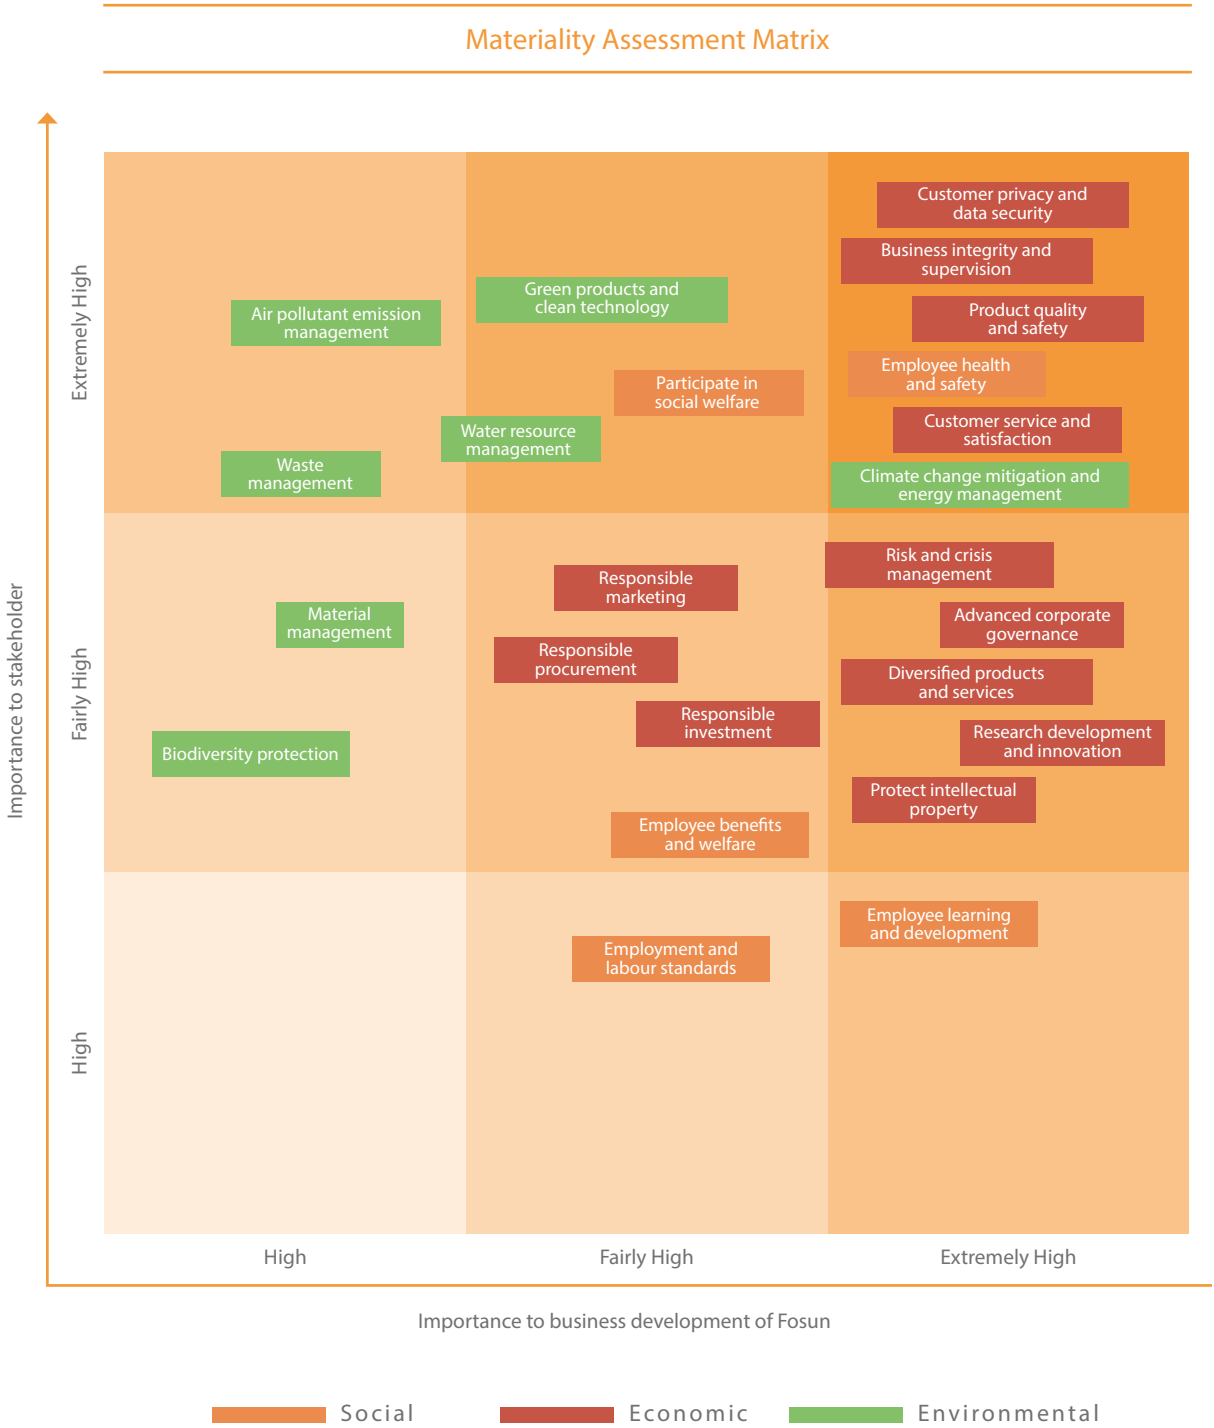 Materiality Assessment Matrix
Importance to stakeholder
Extremely High
Fairly High
High
Customer privacy and
data security
Business integrity and
supervision
Green products and
clean technology
Air pollutant emission
management
Product quality
and safety
Employee health
and safety
Participate in
social welfare
Customer service and
satisfaction
Water resource
management
Waste
management
Climate change mitigation and
energy management
Risk and crisis
management
Responsible
marketing
Material
management
Advanced corporate
governance
Responsible
procurement
Diversified products
and services
Responsible
investment
Research development
and innovation
Biodiversity protection
Protect intellectual
property
Employee benefits
and welfare
Employee learning
and development
Employment and
labour standards
High
Fairly High
Extremely High
Importance to business development of Fosun
Social
Economic
Environmental